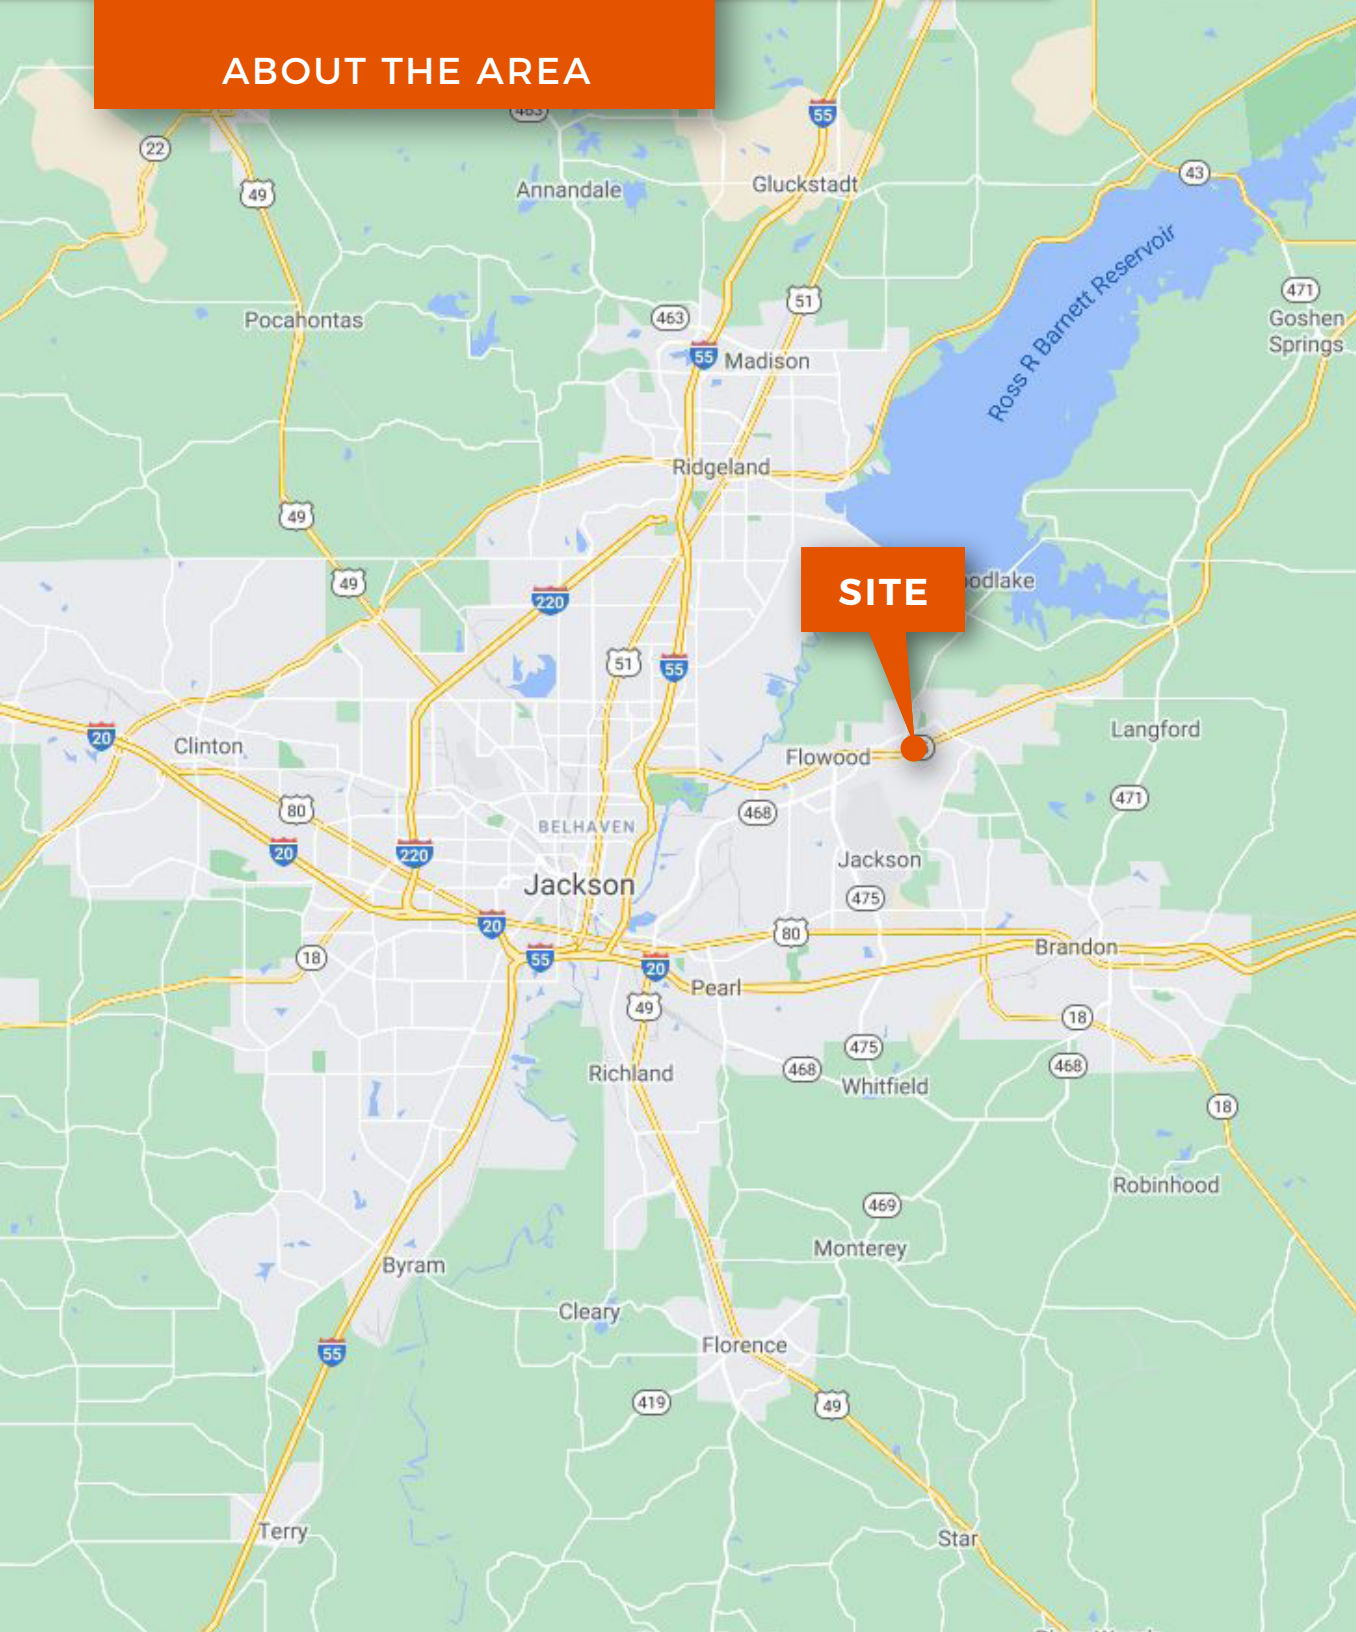 ABOUT THE AREA
463
55
22
43
49
Annandale
Gluckstadt
Ross R Barnett Reservoir
471
51
Pocahontas
463
Goshen
Springs
55
Madison
Ridgeland
49
49
SITE
220
51
55
20
Clinton
Langford
Flowood
80
468
471
BELHAVEN
20
220
Jackson
Jackson
475
20
80
Brandon
18
55
20
Pearl
49
18
475
468
468
Richland
Whitfield
18
Robinhood
469
Monterey
Byram
Cleary
Florence
55
419
49
Terry
Star